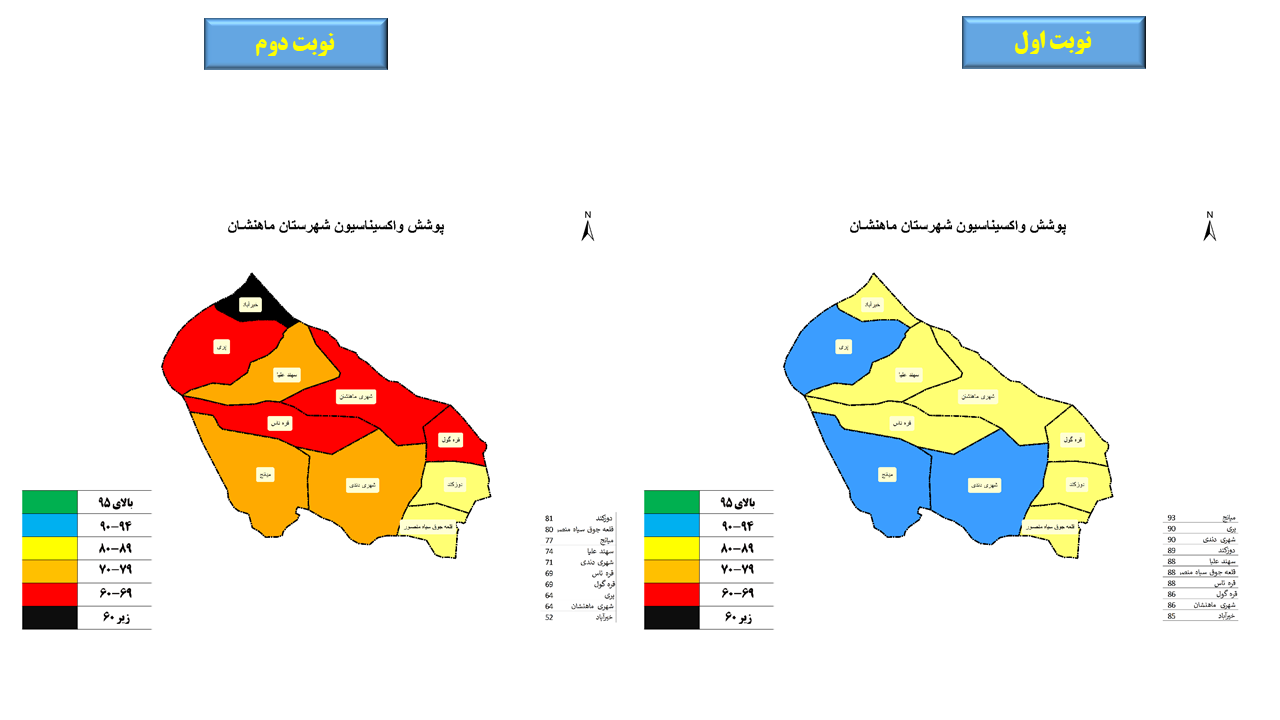 نوبت اول
پوشش واکسیناسیون شهرستان ماهنشان
N
خیرآباد
پری
سهند علیا
شهری ماهنشان
قره ناس
قره گول
میانج
شهری دندی
دوزکند
قلعه جوق سیاه منصور
بالای ۹۵
۹۰-۹۴
۸۰-۸۹
۷۰-۷۹
۶۰-۶۹
زیر ۶۰
میانج 93
پری 90
شهری دندی 90
دوزکند 89
سهند علیا 88
قلعه جوق سیاه منصـ 88
قره ناس 88
قره گول 86
شهری ماهنشان 86
خیرآباد 85
نوبت دوم
پوشش واکسیناسیون شهرستان ماهنشان
N
خیرآباد
پری
سهند علیا
شهری ماهنشان
قره ناس
قره گول
میانج
شهری دندی
دوزکند
قلعه جوق سیاه منصور
بالای ۹۵
۹۰-۹۴
۸۰-۸۹
۷۰-۷۹
۶۰-۶۹
زیر ۶۰
دوزکند 81
قلعه جوق سیاه منصـ 80
میانج 77
سهند علیا 74
شهری دندی 71
قره ناس 69
قره گول 69
پری 64
شهری ماهنشان 64
خیرآباد 52